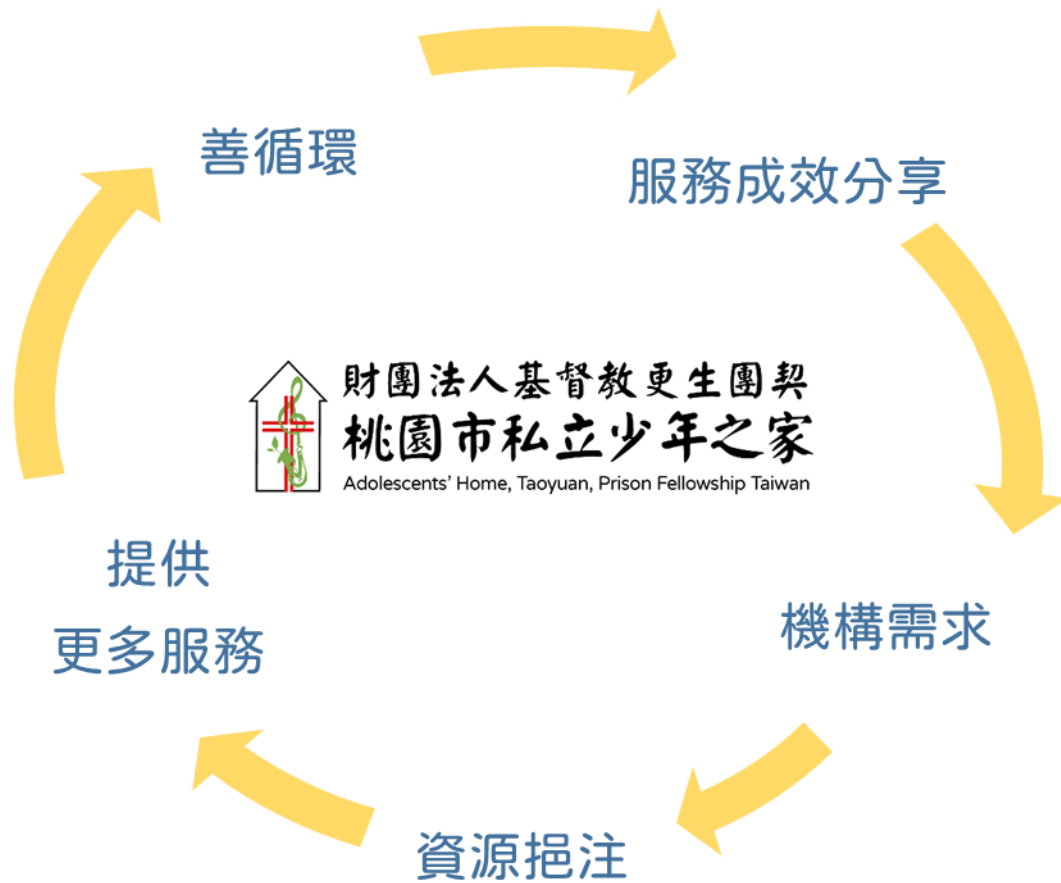 善循環
服務成效分享
財團法人基督教更生團契
桃園市私立少年之家
Adolescents' Home, Taoyuan, Prison Fellowship Taiwan
提供
更多服務
機構需求
資源挹注